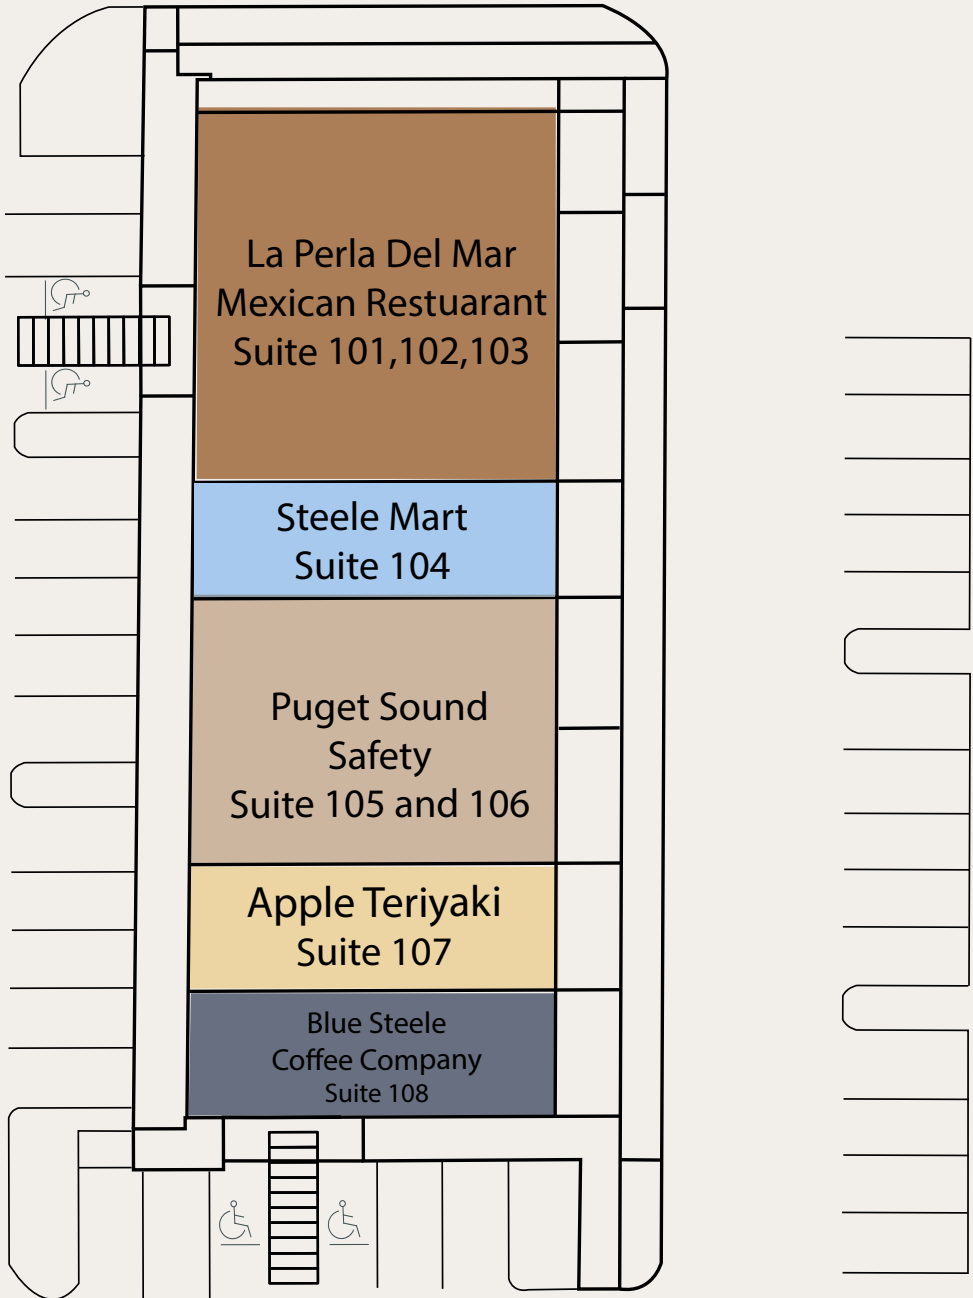 La Perla Del Mar
Mexican Restuarant
Suite 101,102,103
Steele Mart
Suite 104
Puget Sound
Safety
Suite 105 and 106
Apple Teriyaki
Suite 107
Blue Steele
Coffee Company
Suite 108